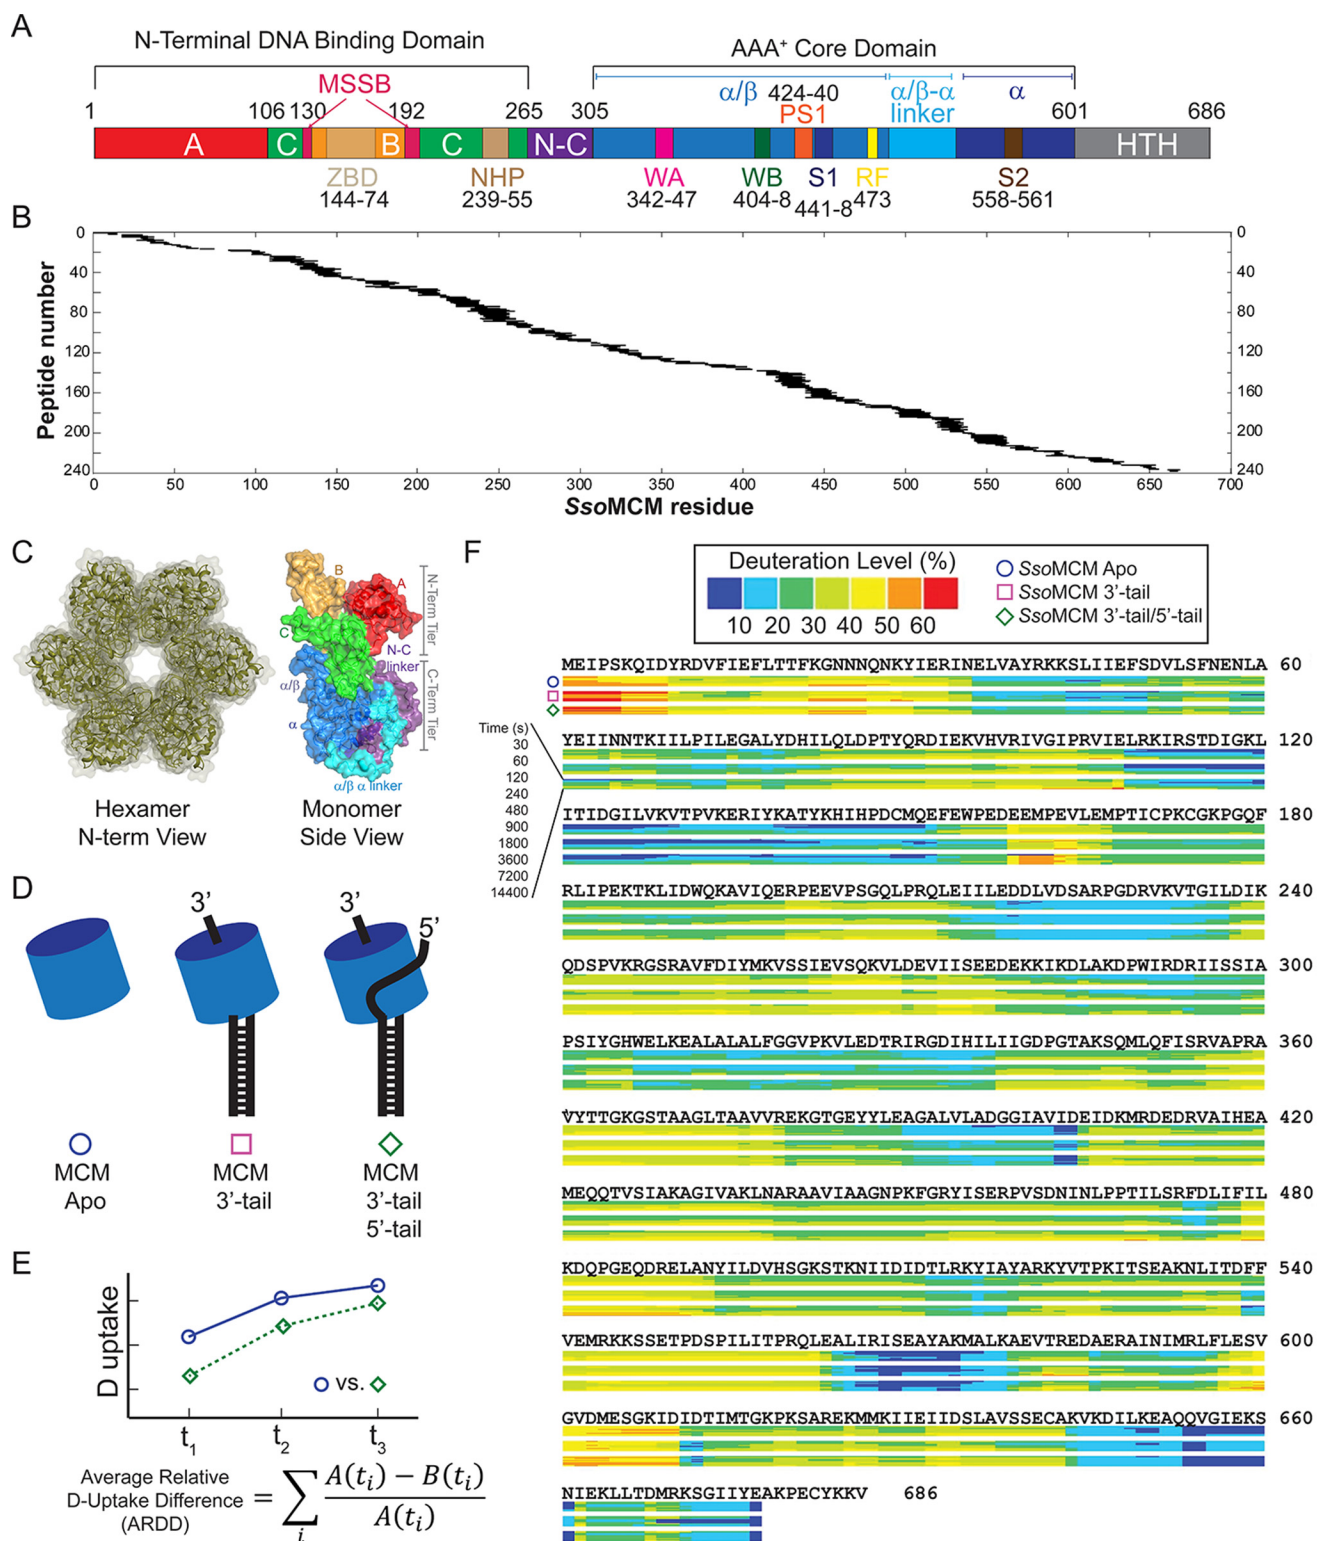 A
N-Terminal DNA Binding Domain
AAA+ Core Domain
MSSB
α/β 424-40 α/β-α α
PS1 linker
1 106 130 192 265 305 601 686
A C B C N-C HTH
ZBD NHP WA WB S1 RF S2
144-74 239-55 342-47 404-8 441-8 473 558-561
B
Peptide number
0 0
40 40
80 80
120 120
160 160
200 200
240 240
0 50 100 150 200 250 300 350 400 450 500 550 600 650 700
SsoMCM residue
C
B
A
C
N-C
linker
α/β
α
α/β α linker
N-Term Tier
C-Term Tier
Hexamer
N-term View
Monomer
Side View
D
3’
3’
5’
MCM
Apo
MCM
3’-tail
MCM
3’-tail
5’-tail
E
D uptake
vs.
t1 t2 t3
Average Relative
D-Uptake Difference
(ARDD)
= ∑i (A(ti) − B(ti)) / A(ti)
F
Deuteration Level (%)
10 20 30 40 50 60
SsoMCM Apo
SsoMCM 3’-tail
SsoMCM 3’-tail/5’-tail
Time (s)
30
60
120
240
480
900
1800
3600
7200
14400
MEIPSKQIDYRDVFIEFLTTFKGNNNQNKYIERINELVAYRKKSLIIEFSDVLSFNENLA 60
YEIINNTKIILPILEGALYDHILQLDPTYQRDIEKVHVRIVGIPRVIELRKIRSTDIGKL 120
ITIDGILVKVTPVKERIYKATYKHIHPDCMQEFEWPEDEEMPEVLEMPTICPKCGKPGQF 180
RLIPEKTKLIDWQKAVIQERPEEVPSGQLPRQLEIILEDDLVDSARPGDRVKVTGILDIK 240
QDSPVKRGSRAVFDIYMKVSSIEVSQKVLDEVIISEEDEKKIKDLAKDPWIRDRIISSIA 300
PSIYGHWELKEALALALFGGVPKVLEDTRIRGDIHILIIGDPGTAKSQMLQFISRVAPRA 360
VYTTGKGSTAAGLTAAVVREKGTGEYYLEAGALVLADGGIAVIDEIDKMRDEDRVAIHEA 420
MEQQTVSIAKAGIVAKLNARAAVIAAGNPKFGRYISERPVSDNINLPPTILSRFDLIFIL 480
KDQPGEQDRELANYILDVHSGKSTKNIIDIDTLRKYIAYARKYVTPKITSEAKNLITDFF 540
VEMRKKSSETPDSPILITPRQLEALIRISEAYAKMALKAEVTREDAERAINIMRLFLESV 600
GVDMESGKIDIDTIMTGKPKSAREKMMKIIEIIDSLAVSSECAKVKDILKEAQQVGIEKS 660
NIEKLLTDMRKSGIIYEAKPECYKKV 686